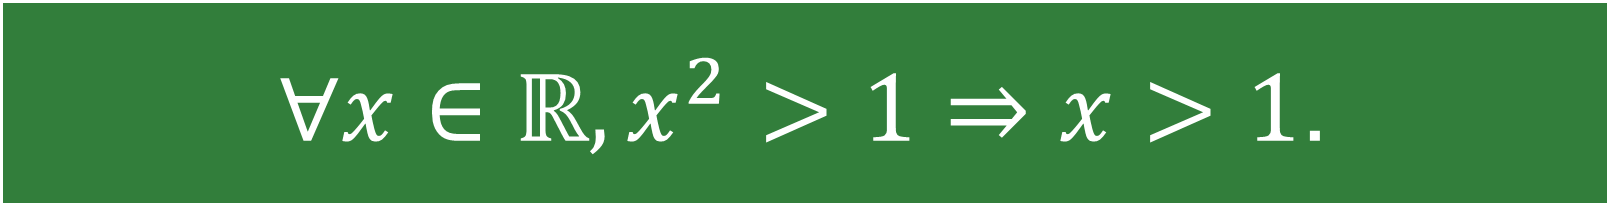 ∀𝑥 ∈ ℝ, 𝑥² > 1 ⇒ 𝑥 > 1.